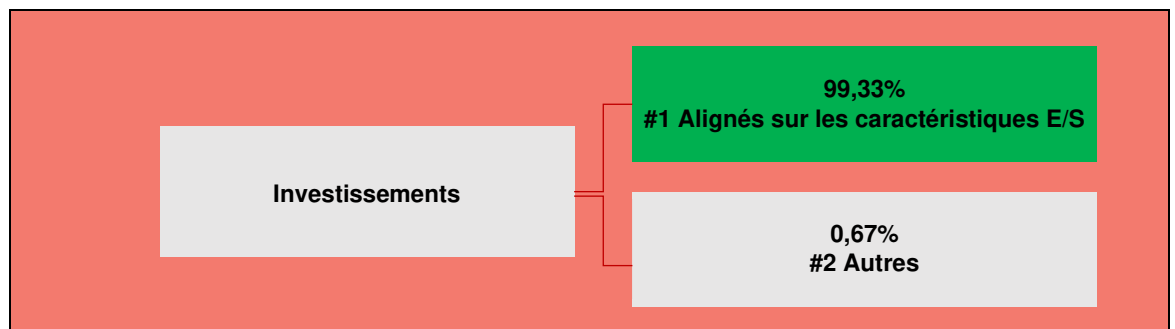 99,33%
#1 Alignés sur les caractéristiques E/S
Investissements
0,67%
#2 Autres